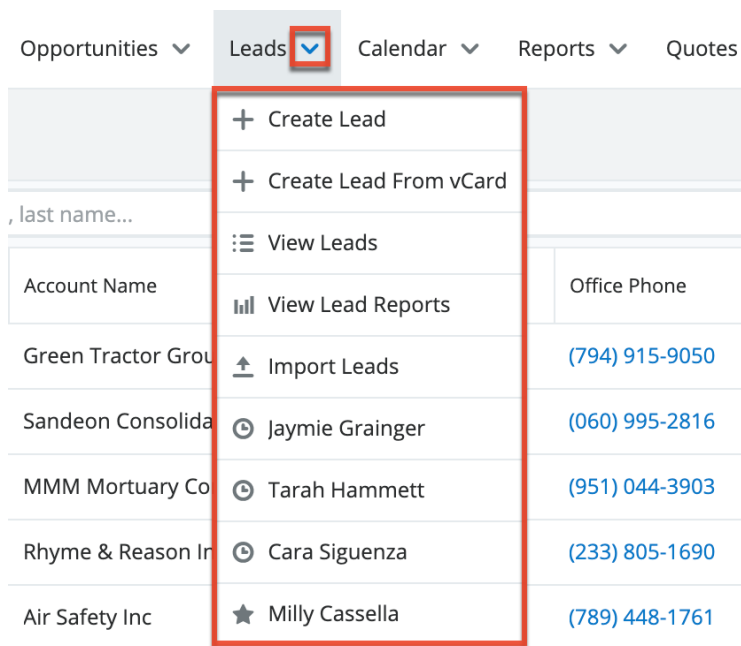 Opportunities Leads Calendar Reports Quotes
Create Lead
Create Lead From vCard
, last name...
View Leads
Account Name
Office Phone
View Lead Reports
Green Tractor Grou
(794) 915-9050
Import Leads
Sandeon Consolida
(060) 995-2816
Jaymie Grainger
MMM Mortuary Co
(951) 044-3903
Tarah Hammett
Rhyme & Reason In
(233) 805-1690
Cara Siguenza
Air Safety Inc
(789) 448-1761
Milly Cassella